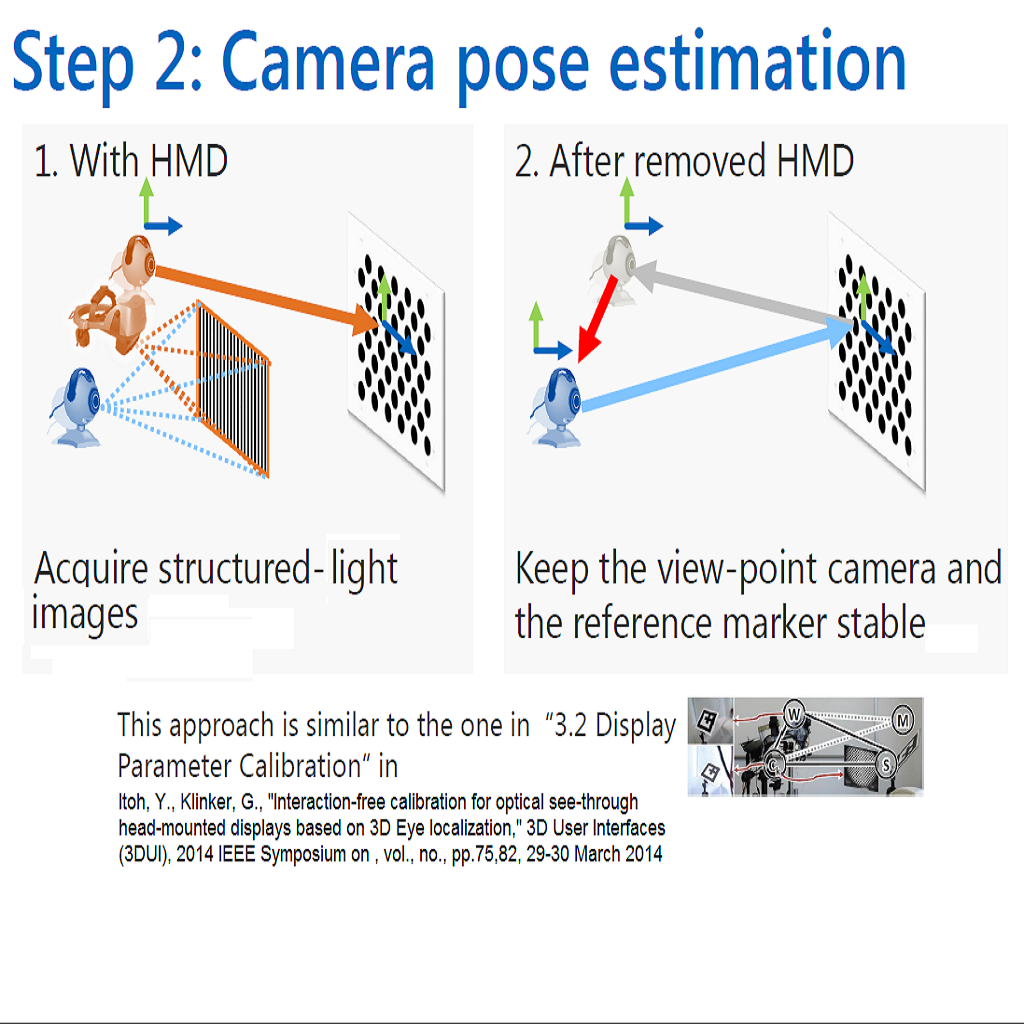 Step 2: Camera pose estimation
1. With HMD
2. After removed HMD
Acquire structured-light
images
Keep the view-point camera and
the reference marker stable
This approach is similar to the one in “3.2 Display
Parameter Calibration” in
Itoh, Y., Klinker, G., "Interaction-free calibration for optical see-through
head-mounted displays based on 3D Eye localization," 3D User Interfaces
(3DUI), 2014 IEEE Symposium on , vol., no., pp.75,82, 29-30 March 2014
W
M
S